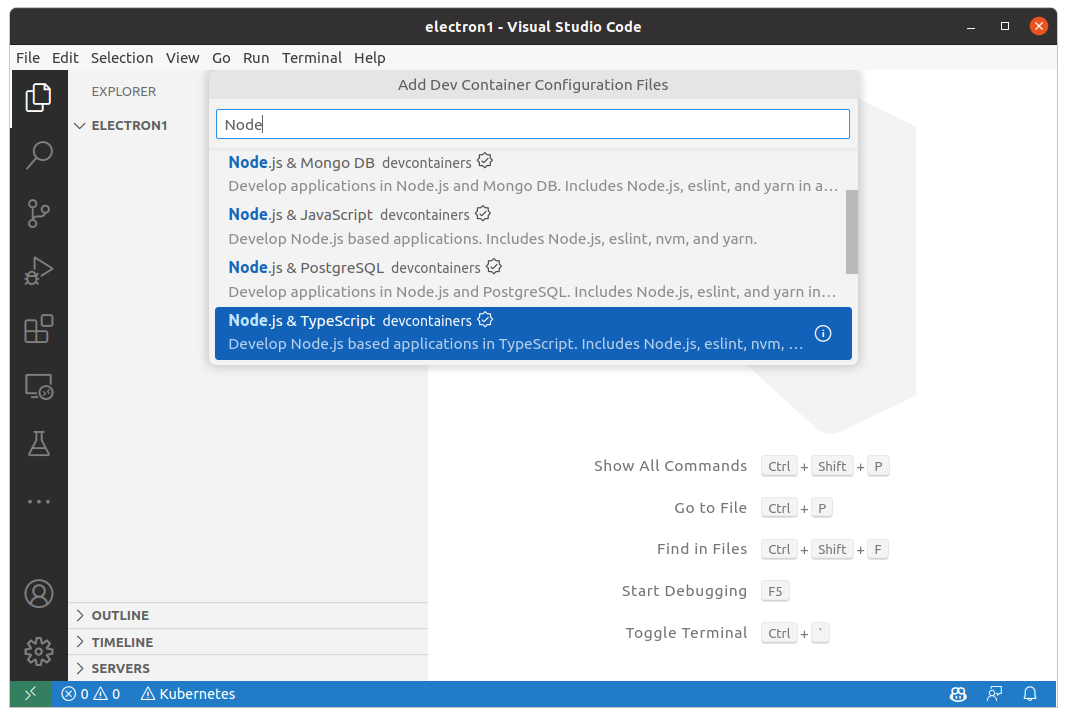 electron1 - Visual Studio Code
File Edit Selection View Go Run Terminal Help
EXPLORER
ELECTRON1
Add Dev Container Configuration Files
Node
Node.js & Mongo DB devcontainers
Develop applications in Node.js and Mongo DB. Includes Node.js, eslint, and yarn in a…
Node.js & JavaScript devcontainers
Develop Node.js based applications. Includes Node.js, eslint, nvm, and yarn.
Node.js & PostgreSQL devcontainers
Develop applications in Node.js and PostgreSQL. Includes Node.js, eslint, and yarn in…
Node.js & TypeScript devcontainers
Develop Node.js based applications in TypeScript. Includes Node.js, eslint, nvm, …
Show All Commands Ctrl + Shift + P
Go to File Ctrl + P
Find in Files Ctrl + Shift + F
Start Debugging F5
Toggle Terminal Ctrl + `
OUTLINE
TIMELINE
SERVERS
0 0 Kubernetes